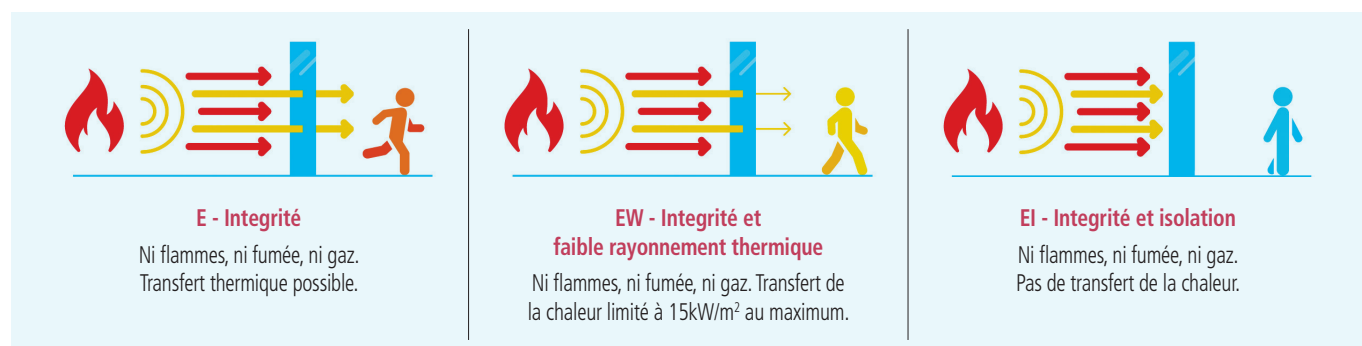 E - Integrité
Ni flammes, ni fumée, ni gaz.
Transfert thermique possible.
EW - Integrité et
faible rayonnement thermique
Ni flammes, ni fumée, ni gaz. Transfert de
la chaleur limité à 15kW/m² au maximum.
EI - Integrité et isolation
Ni flammes, ni fumée, ni gaz.
Pas de transfert de la chaleur.